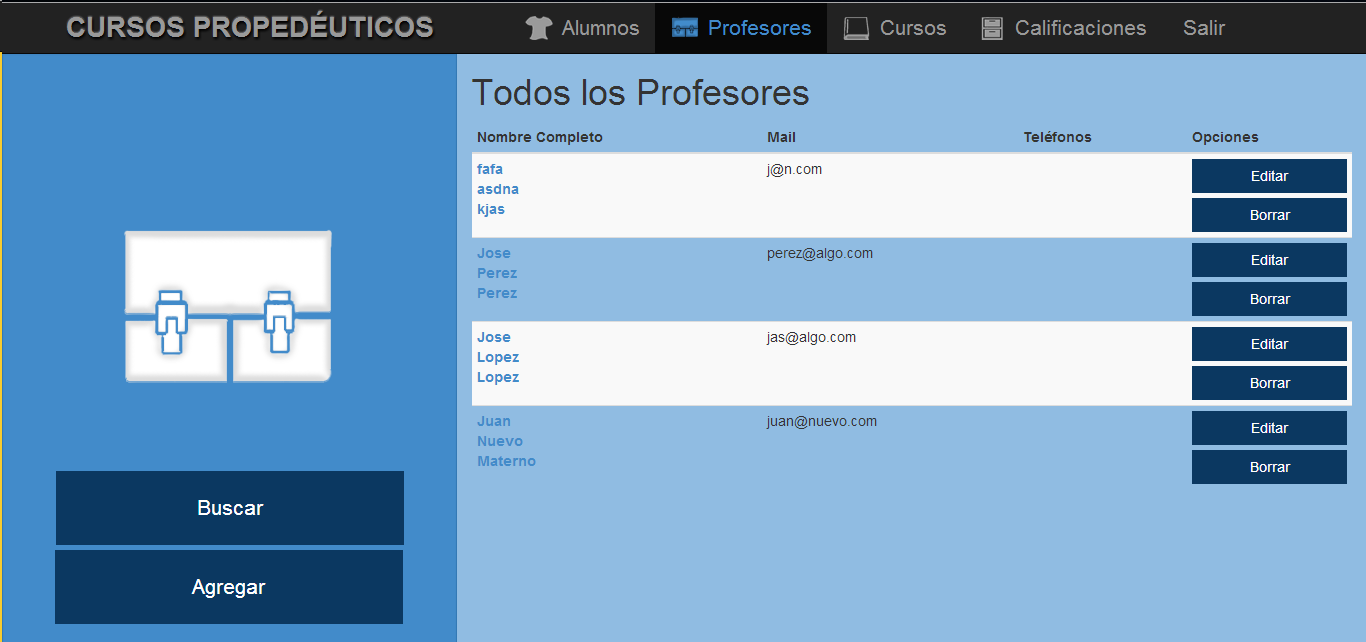 CURSOS PROPEDÉUTICOS Alumnos Profesores Cursos Calificaciones Salir
Todos los Profesores
Nombre Completo Mail Teléfonos Opciones
fafa j@n.com Editar
asdna
kjas Borrar
Jose perez@algo.com Editar
Perez
Perez Borrar
Jose jas@algo.com Editar
Lopez
Lopez Borrar
Juan juan@nuevo.com Editar
Nuevo
Materno Borrar
Buscar
Agregar